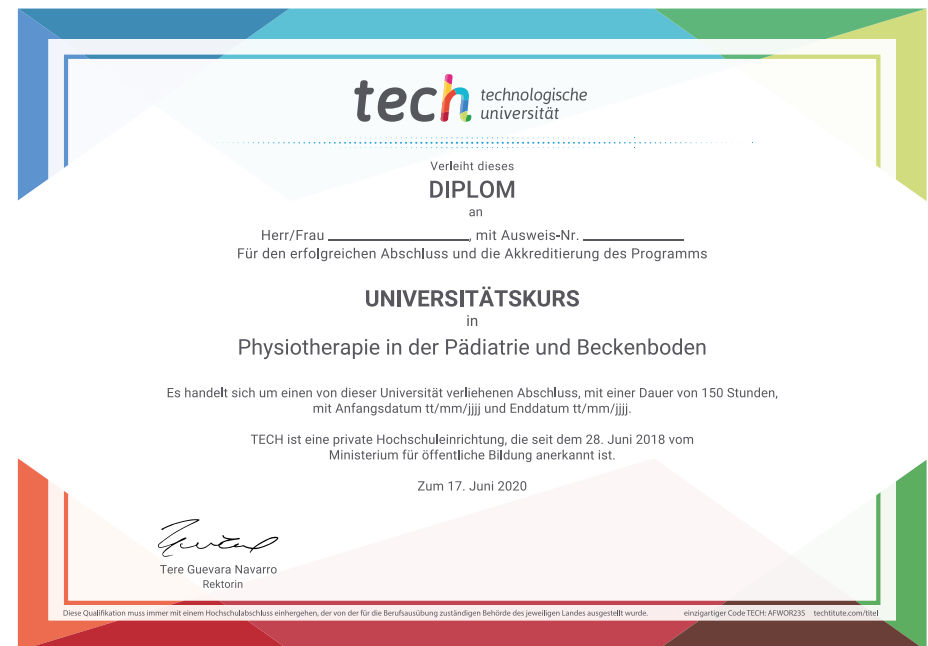 tech technologische
universität
Verleiht dieses
DIPLOM
an
Herr/Frau ____________________, mit Ausweis-Nr. ______________
Für den erfolgreichen Abschluss und die Akkreditierung des Programms
UNIVERSITÄTSKURS
in
Physiotherapie in der Pädiatrie und Beckenboden
Es handelt sich um einen von dieser Universität verliehenen Abschluss, mit einer Dauer von 150 Stunden,
mit Anfangsdatum tt/mm/jjjj und Enddatum tt/mm/jjjj.
TECH ist eine private Hochschuleinrichtung, die seit dem 28. Juni 2018 vom
Ministerium für öffentliche Bildung anerkannt ist.
Zum 17. Juni 2020
Tere Guevara Navarro
Rektorin
Diese Qualifikation muss immer mit einem Hochschulabschluss einhergehen, der von der für die Berufsausübung zuständigen Behörde des jeweiligen Landes ausgestellt wurde. einzigartiger Code TECH: AFWOR235 techtitute.com/titel